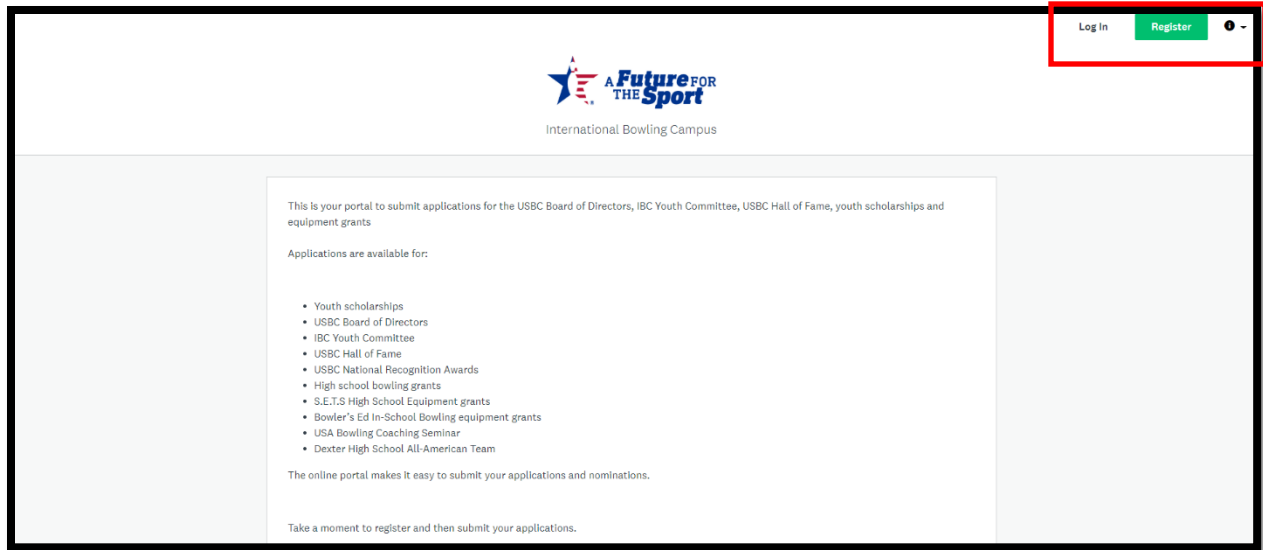 Log In Register
A Future FOR
THE Sport
International Bowling Campus
This is your portal to submit applications for the USBC Board of Directors, IBC Youth Committee, USBC Hall of Fame, youth scholarships and
equipment grants
Applications are available for:
• Youth scholarships
• USBC Board of Directors
• IBC Youth Committee
• USBC Hall of Fame
• USBC National Recognition Awards
• High school bowling grants
• S.E.T.S High School Equipment grants
• Bowler's Ed In-School Bowling equipment grants
• USA Bowling Coaching Seminar
• Dexter High School All-American Team
The online portal makes it easy to submit your applications and nominations.
Take a moment to register and then submit your applications.